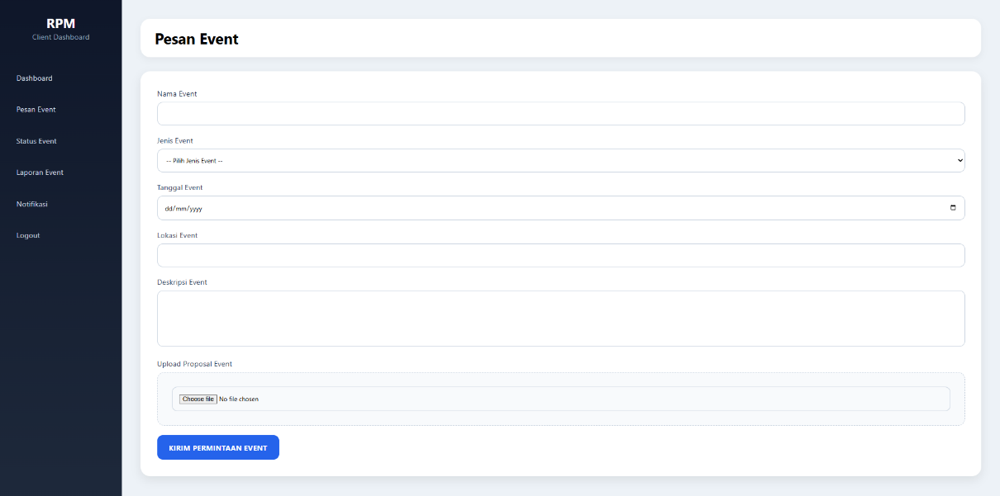 RPM
Client Dashboard
Dashboard
Pesan Event
Status Event
Laporan Event
Notifikasi
Logout
Pesan Event
Nama Event
Jenis Event
-- Pilih Jenis Event --
Tanggal Event
dd/mm/yyyy
Lokasi Event
Deskripsi Event
Upload Proposal Event
Choose file No file chosen
KIRIM PERMINTAAN EVENT